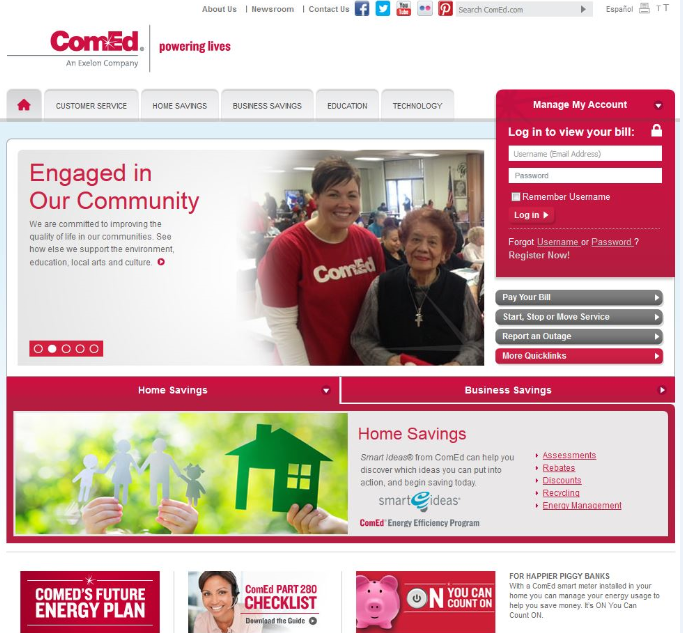 About Us | Newsroom | Contact Us
You Tube
Search ComEd.com
Español
T T
ComEd®
An Exelon Company
powering lives
CUSTOMER SERVICE
HOME SAVINGS
BUSINESS SAVINGS
EDUCATION
TECHNOLOGY
Manage My Account
Log in to view your bill:
Username (Email Address)
Password
Remember Username
Log in
Forgot Username or Password ?
Register Now!
Engaged in
Our Community
We are committed to improving the
quality of life in our communities. See
how else we support the environment,
education, local arts and culture.
ComEd
Pay Your Bill
Start, Stop or Move Service
Report an Outage
More Quicklinks
Home Savings
Business Savings
Home Savings
Smart Ideas® from ComEd can help you
discover which ideas you can put into
action, and begin saving today.
smart ideas®
ComEd® Energy Efficiency Program
Assessments
Rebates
Discounts
Recycling
Energy Management
COMED'S FUTURE
ENERGY PLAN
ComEd PART 280
CHECKLIST
Download the Guide
ON YOU CAN
COUNT ON
FOR HAPPIER PIGGY BANKS
With a ComEd smart meter installed in your
home you can manage your energy usage to
help you save money. It's ON You Can
Count ON.